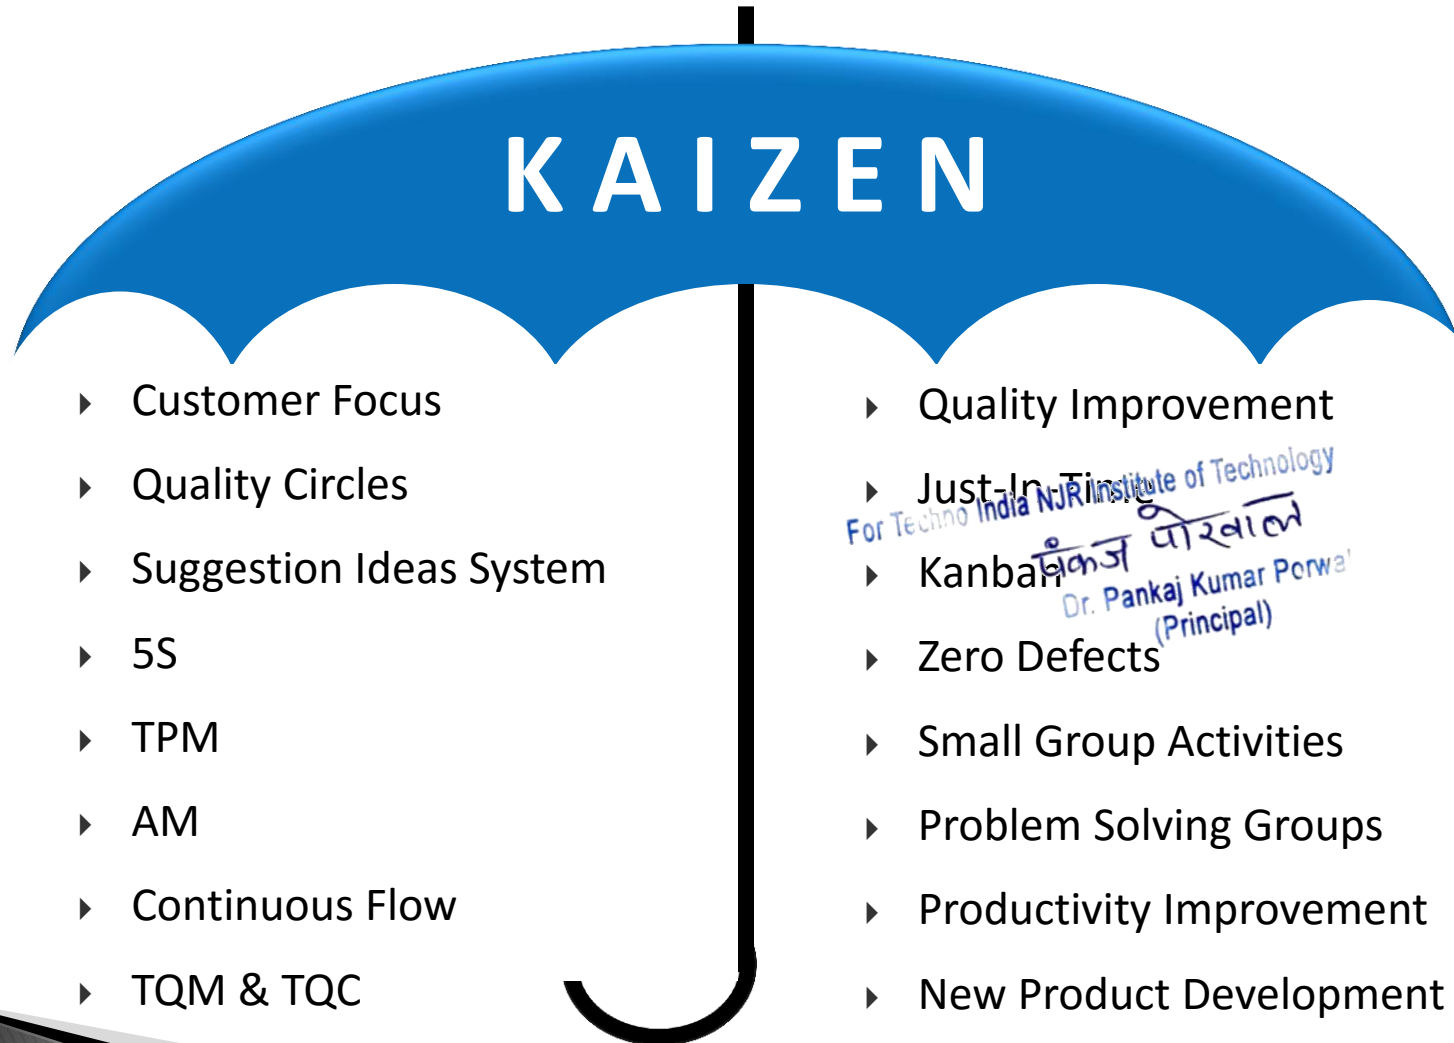 KAIZEN
Customer Focus
Quality Circles
Suggestion Ideas System
5S
TPM
AM
Continuous Flow
TQM & TQC
Quality Improvement
Just-In-Time
For Techno India NJR Institute of Technology
पंकज पोरवाल
Kanban
Dr. Pankaj Kumar Porwal
(Principal)
Zero Defects
Small Group Activities
Problem Solving Groups
Productivity Improvement
New Product Development